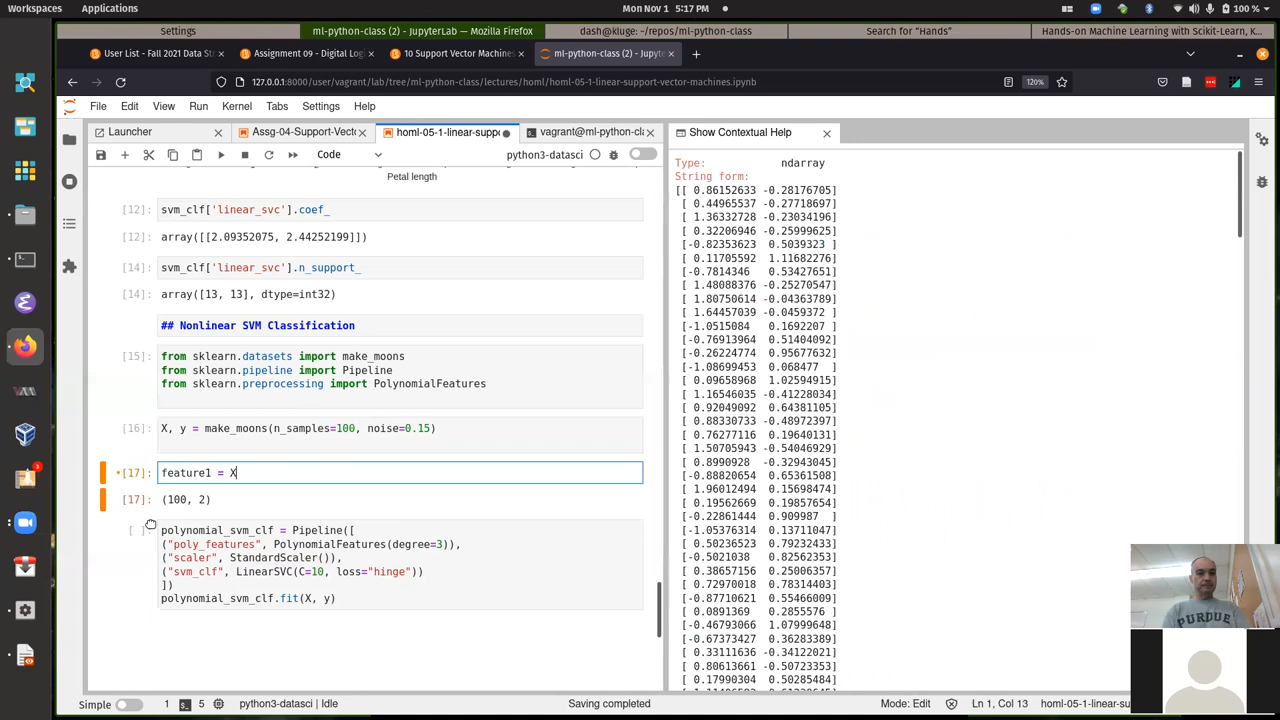 Workspaces
Applications
Mon Nov 1
5:17 PM
100 %
Settings
ml-python-class (2) - JupyterLab — Mozilla Firefox
dash@kluge:~/repos/ml-python-class
Search for "Hands"
Hands-on Machine Learning with Scikit-Learn, K...
User List - Fall 2021 Data St
Assignment 09 - Digital Logi
10 Support Vector Machines
ml-python-class (2) - Jupyte
127.0.0.1:8000/user/vagrant/lab/tree/ml-python-class/lectures/homl/homl-05-1-linear-support-vector-machines.ipynb
120%
File
Edit
View
Run
Kernel
Tabs
Settings
Help
Launcher
Assg-04-Support-Vect
homl-05-1-linear-suppo
vagrant@ml-python-cla
Show Contextual Help
Code
python3-datasci
Petal length
[12]: svm_clf['linear_svc'].coef_
[12]: array([[2.09352075, 2.44252199]])
[14]: svm_clf['linear_svc'].n_support_
[14]: array([13, 13], dtype=int32)
## Nonlinear SVM Classification
[15]: from sklearn.datasets import make_moons
from sklearn.pipeline import Pipeline
from sklearn.preprocessing import PolynomialFeatures
[16]: X, y = make_moons(n_samples=100, noise=0.15)
•[17]: feature1 = X
[17]: (100, 2)
[ ]: polynomial_svm_clf = Pipeline([
("poly_features", PolynomialFeatures(degree=3)),
("scaler", StandardScaler()),
("svm_clf", LinearSVC(C=10, loss="hinge"))
])
polynomial_svm_clf.fit(X, y)
Type: ndarray
String form:
[[ 0.86152633 -0.28176705]
[ 0.44965537 -0.27718697]
[ 1.36332728 -0.23034196]
[ 0.32206946 -0.25999625]
[-0.82353623 0.5039323 ]
[ 0.11705592 1.11682276]
[-0.7814346 0.53427651]
[ 1.48088376 -0.25270547]
[ 1.80750614 -0.04363789]
[ 1.64457039 -0.0459372 ]
[-1.0515084 0.1692207 ]
[-0.76913964 0.51404092]
[-0.26224774 0.95677632]
[-1.08699453 0.068477 ]
[ 0.09658968 1.02594915]
[ 1.16546035 -0.41228034]
[ 0.92049092 0.64381105]
[ 0.88330733 -0.48972397]
[ 0.76277116 0.19640131]
[ 1.50705943 -0.54046929]
[ 0.8990928 -0.32943045]
[-0.88820654 0.65361508]
[ 1.96012494 0.15698474]
[ 0.19562669 0.19857654]
[-0.22861444 0.909987 ]
[-1.05376314 0.13711047]
[ 0.50236523 0.79232433]
[-0.5021038 0.82562353]
[ 0.38657156 0.25006357]
[ 0.72970018 0.78314403]
[-0.87710621 0.55466009]
[ 0.0891369 0.2855576 ]
[-0.46793066 1.07999648]
[-0.67373427 0.36283389]
[ 0.33111636 -0.34122021]
[ 0.80613661 -0.50723353]
[ 0.17990304 0.50285484]
PURDUE
Simple
1
5
python3-datasci | Idle
Saving completed
Mode: Edit
Ln 1, Col 13
homl-05-1-linear-support-ve